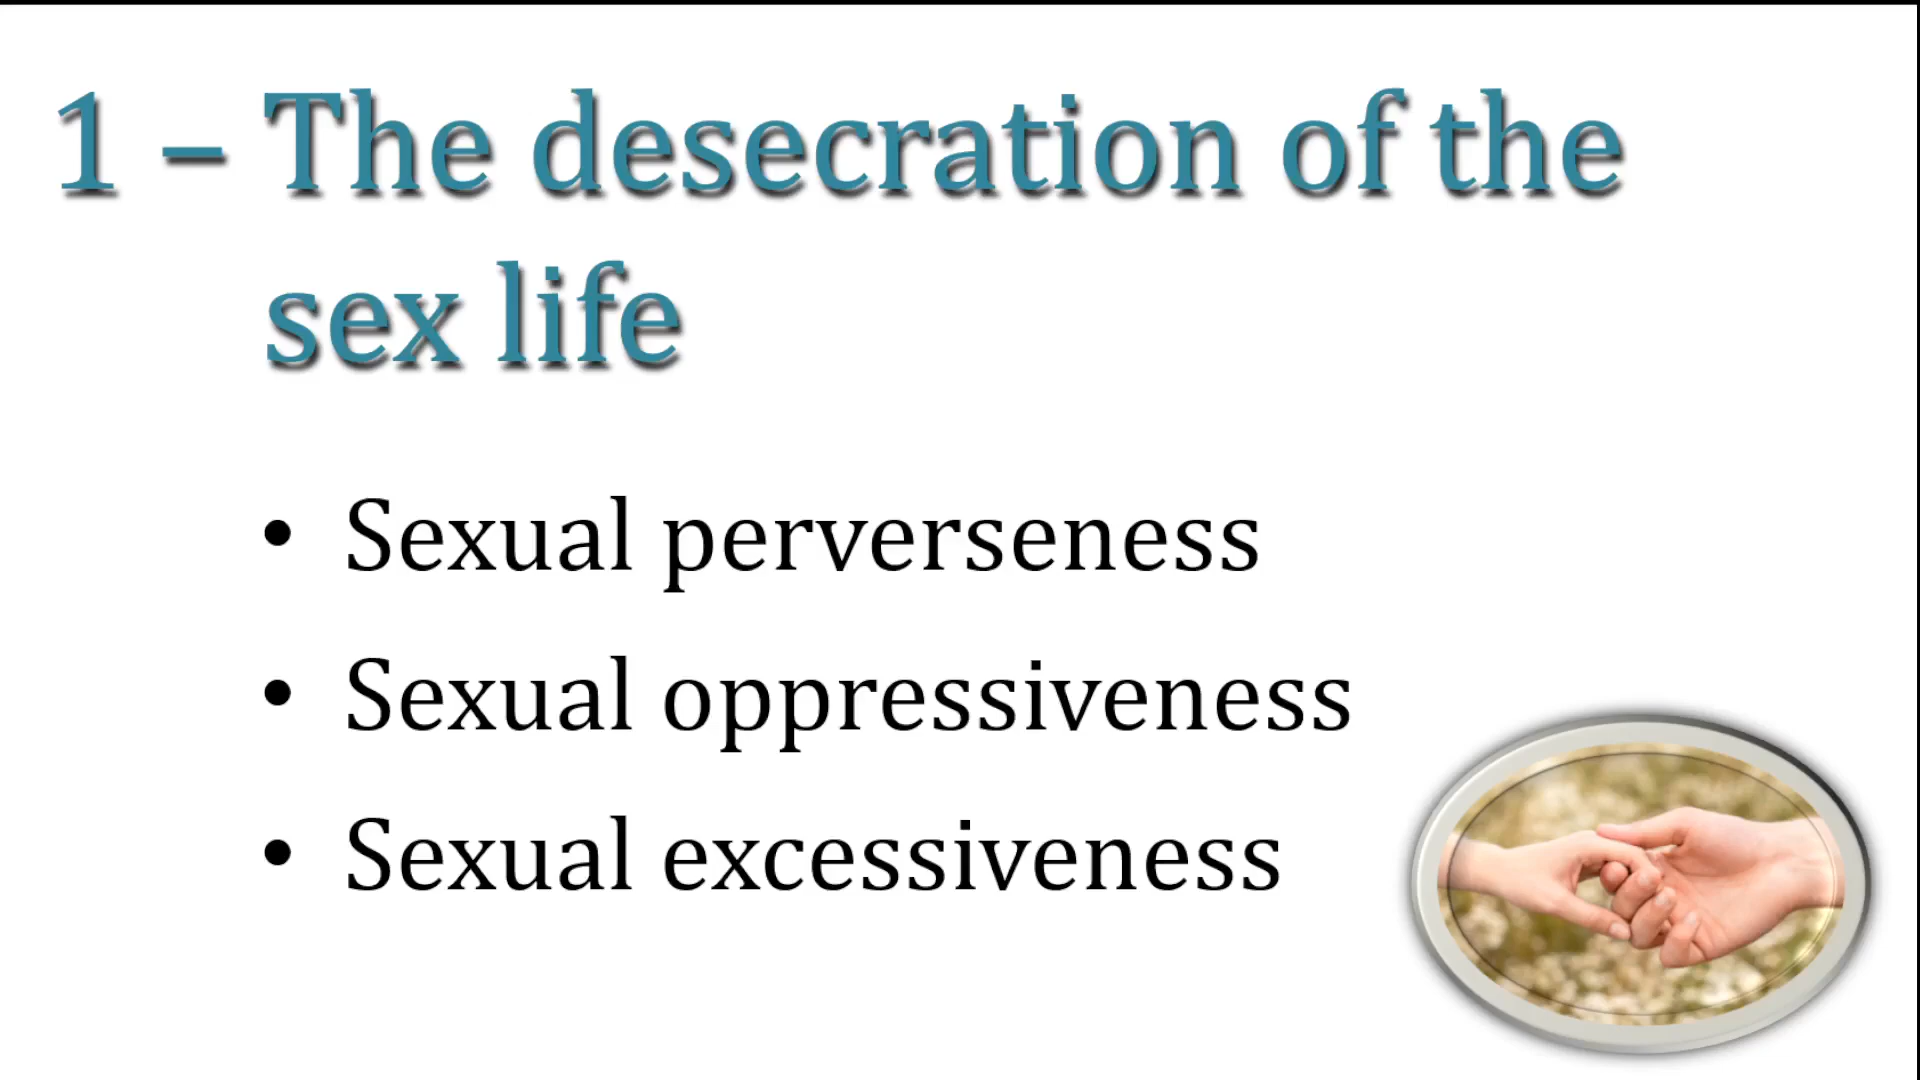 1 – The desecration of the
sex life
• Sexual perverseness
• Sexual oppressiveness
• Sexual excessiveness